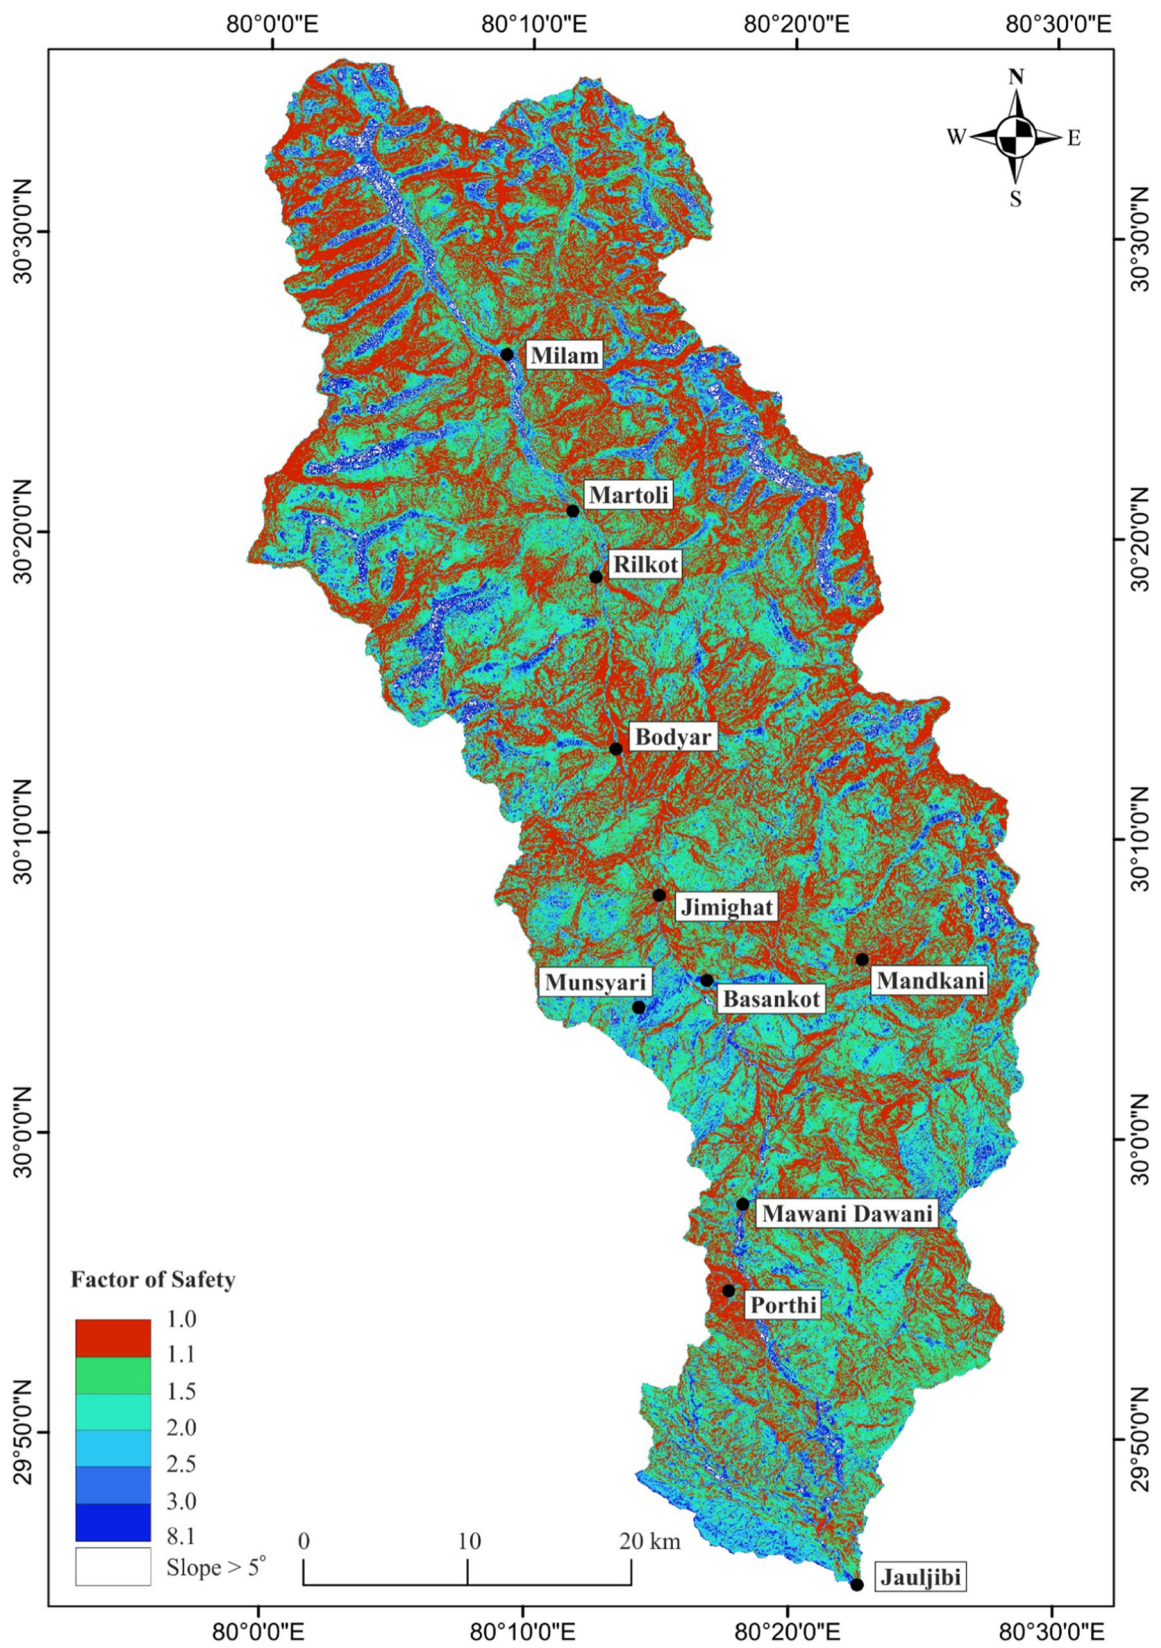 80°0'0"E 80°10'0"E 80°20'0"E 80°30'0"E
N
W E
S
30°30'0"N 30°30'0"N
Milam
Martoli
30°20'0"N 30°20'0"N
Rilkot
Bodyar
30°10'0"N 30°10'0"N
Jimighat
Munsyari
Mandkani
Basankot
30°0'0"N 30°0'0"N
Mawani Dawani
Porthi
Factor of Safety
1.0
1.1
1.5
2.0
2.5
3.0
8.1
Slope > 5°
29°50'0"N 29°50'0"N
0 10 20 km
Jauljibi
80°0'0"E 80°10'0"E 80°20'0"E 80°30'0"E